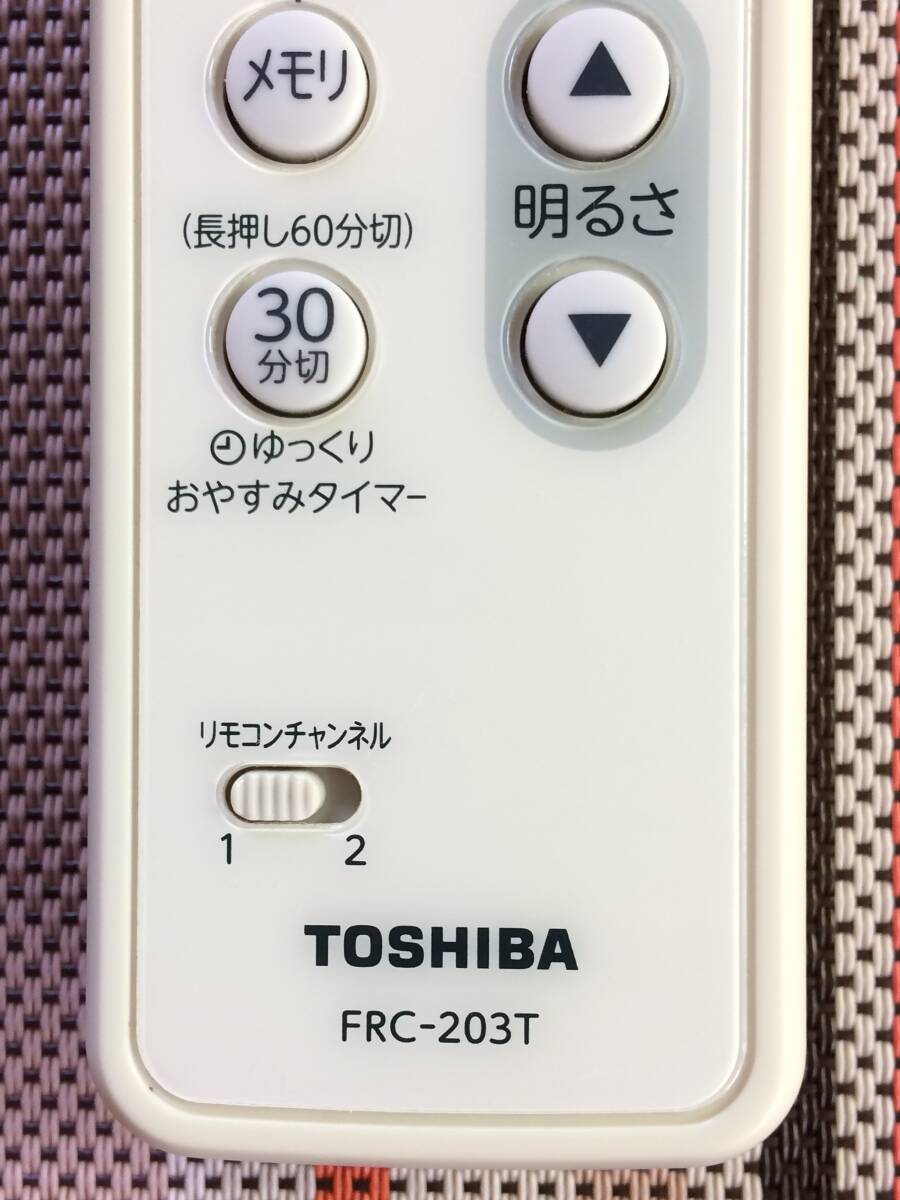 メモリ
▲
明るさ
▼
(長押し60分切)
30
分切
ゆっくり
おやすみタイマー
リモコンチャンネル
1 2
TOSHIBA
FRC-203T